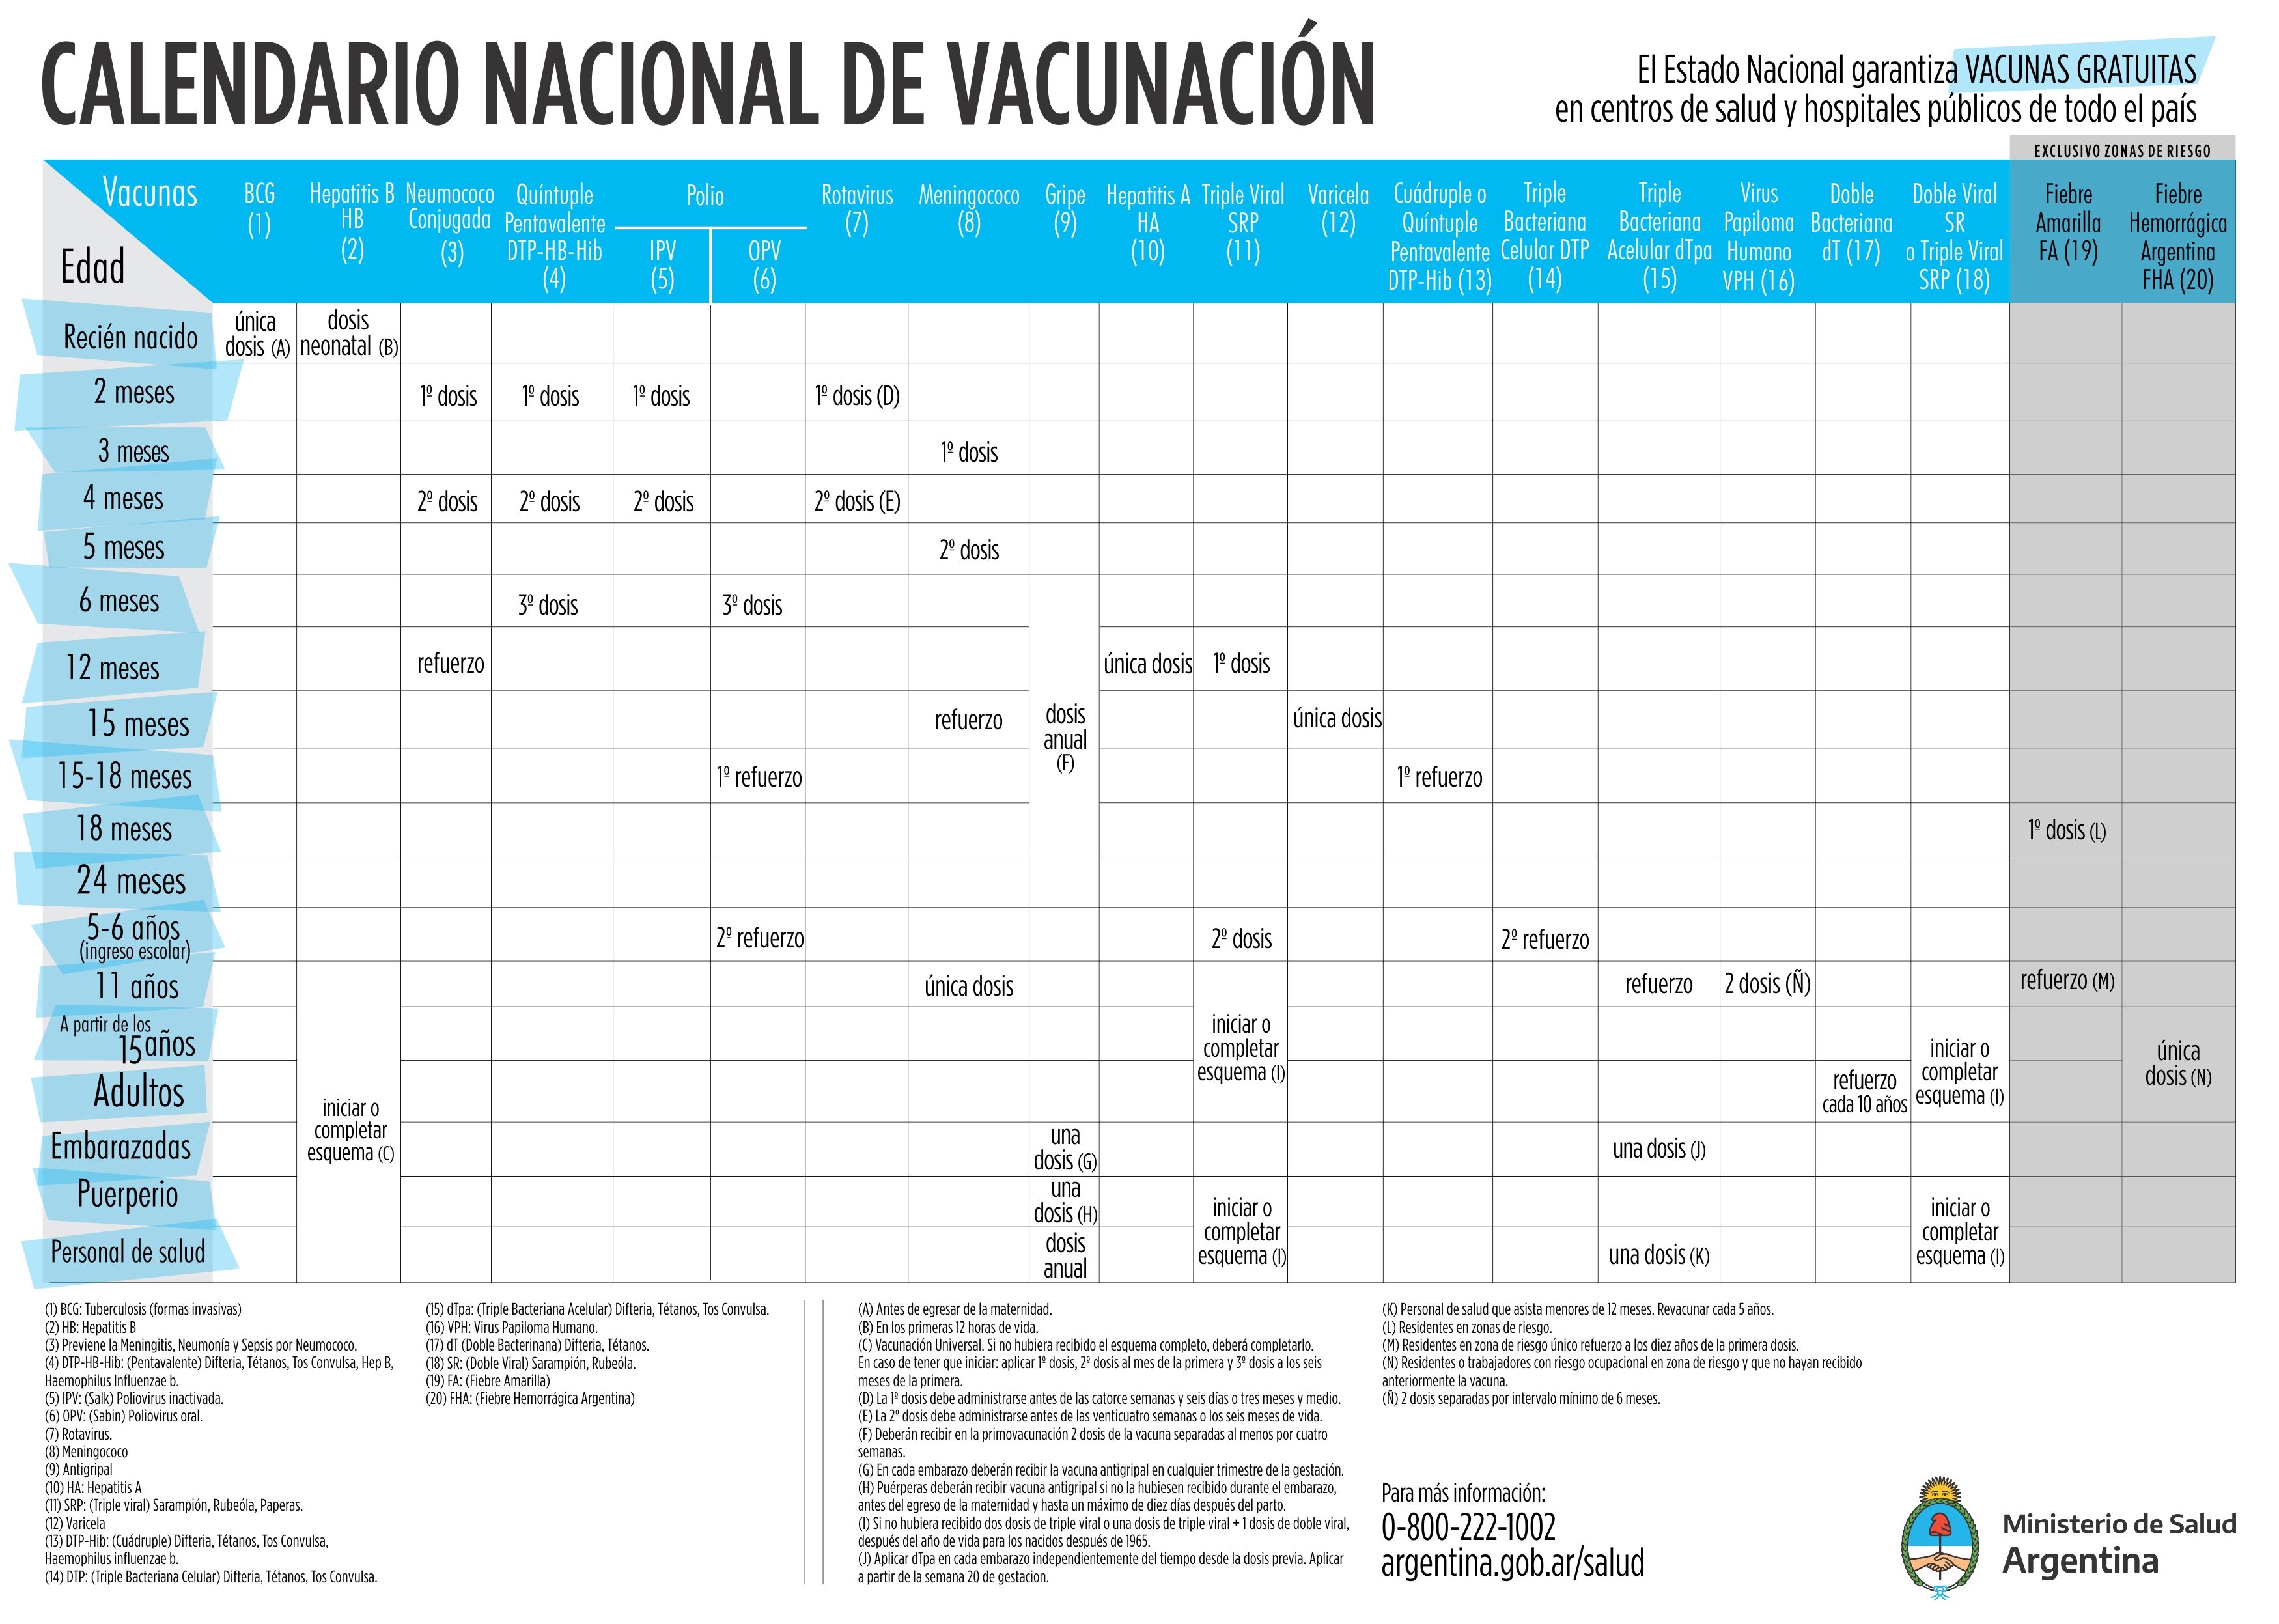 CALENDARIO NACIONAL DE VACUNACIÓN
El Estado Nacional garantiza VACUNAS GRATUITAS
en centros de salud y hospitales públicos de todo el país
EXCLUSIVO ZONAS DE RIESGO
Vacunas
Edad
BCG
(1)
Hepatitis B
HB
(2)
Neumococo
Conjugada
(3)
Quíntuple
Pentavalente
DTP-HB-Hib
(4)
Polio
IPV
(5)
OPV
(6)
Rotavirus
(7)
Meningococo
(8)
Gripe
(9)
Hepatitis A
HA
(10)
Triple Viral
SRP
(11)
Varicela
(12)
Cuádruple o
Quíntuple
Pentavalente
DTP-Hib (13)
Triple
Bacteriana
Celular DTP
(14)
Triple
Bacteriana
Acelular dTpa
(15)
Virus
Papiloma
Humano
VPH (16)
Doble
Bacteriana
dT (17)
Doble Viral
SR
o Triple Viral
SRP (18)
Fiebre
Amarilla
FA (19)
Fiebre
Hemorrágica
Argentina
FHA (20)
Recién nacido
única
dosis (A)
dosis
neonatal (B)
2 meses
1º dosis
1º dosis
1º dosis
1º dosis (D)
3 meses
1º dosis
4 meses
2º dosis
2º dosis
2º dosis
2º dosis (E)
5 meses
2º dosis
6 meses
3º dosis
3º dosis
12 meses
refuerzo
única dosis
1º dosis
15 meses
refuerzo
dosis
anual
(F)
única dosis
15-18 meses
1º refuerzo
1º refuerzo
18 meses
1º dosis (L)
24 meses
5-6 años
(ingreso escolar)
2º refuerzo
2º dosis
2º refuerzo
11 años
única dosis
refuerzo
2 dosis (Ñ)
refuerzo (M)
A partir de los
15 años
iniciar o
completar
esquema (I)
iniciar o
completar
esquema (I)
única
dosis (N)
Adultos
iniciar o
completar
esquema (C)
refuerzo
cada 10 años
Embarazadas
una
dosis (G)
una dosis (J)
Puerperio
una
dosis (H)
iniciar o
completar
esquema (I)
iniciar o
completar
esquema (I)
Personal de salud
dosis
anual
una dosis (K)
(1) BCG: Tuberculosis (formas invasivas)
(2) HB: Hepatitis B
(3) Previene la Meningitis, Neumonía y Sepsis por Neumococo.
(4) DTP-HB-Hib: (Pentavalente) Difteria, Tétanos, Tos Convulsa, Hep B,
Haemophilus Influenzae b.
(5) IPV: (Salk) Poliovirus inactivada.
(6) OPV: (Sabin) Poliovirus oral.
(7) Rotavirus.
(8) Meningococo
(9) Antigripal
(10) HA: Hepatitis A
(11) SRP: (Triple viral) Sarampión, Rubeóla, Paperas.
(12) Varicela
(13) DTP-Hib: (Cuádruple) Difteria, Tétanos, Tos Convulsa,
Haemophilus influenzae b.
(14) DTP: (Triple Bacteriana Celular) Difteria, Tétanos, Tos Convulsa.
(15) dTpa: (Triple Bacteriana Acelular) Difteria, Tétanos, Tos Convulsa.
(16) VPH: Virus Papiloma Humano.
(17) dT (Doble Bacterinana) Difteria, Tétanos.
(18) SR: (Doble Viral) Sarampión, Rubeóla.
(19) FA: (Fiebre Amarilla)
(20) FHA: (Fiebre Hemorrágica Argentina)
(A) Antes de egresar de la maternidad.
(B) En los primeras 12 horas de vida.
(C) Vacunación Universal. Si no hubiera recibido el esquema completo, deberá completarlo.
En caso de tener que iniciar: aplicar 1º dosis, 2º dosis al mes de la primera y 3º dosis a los seis
meses de la primera.
(D) La 1º dosis debe administrarse antes de las catorce semanas y seis días o tres meses y medio.
(E) La 2º dosis debe administrarse antes de las venticuatro semanas o los seis meses de vida.
(F) Deberán recibir en la primovacunación 2 dosis de la vacuna separadas al menos por cuatro
semanas.
(G) En cada embarazo deberán recibir la vacuna antigripal en cualquier trimestre de la gestación.
(H) Puérperas deberán recibir vacuna antigripal si no la hubiesen recibido durante el embarazo,
antes del egreso de la maternidad y hasta un máximo de diez días después del parto.
(I) Si no hubiera recibido dos dosis de triple viral o una dosis de triple viral + 1 dosis de doble viral,
después del año de vida para los nacidos después de 1965.
(J) Aplicar dTpa en cada embarazo independientemente del tiempo desde la dosis previa. Aplicar
a partir de la semana 20 de gestacion.
(K) Personal de salud que asista menores de 12 meses. Revacunar cada 5 años.
(L) Residentes en zonas de riesgo.
(M) Residentes en zona de riesgo único refuerzo a los diez años de la primera dosis.
(N) Residentes o trabajadores con riesgo ocupacional en zona de riesgo y que no hayan recibido
anteriormente la vacuna.
(Ñ) 2 dosis separadas por intervalo mínimo de 6 meses.
Para más información:
0-800-222-1002
argentina.gob.ar/salud
Ministerio de Salud
Argentina